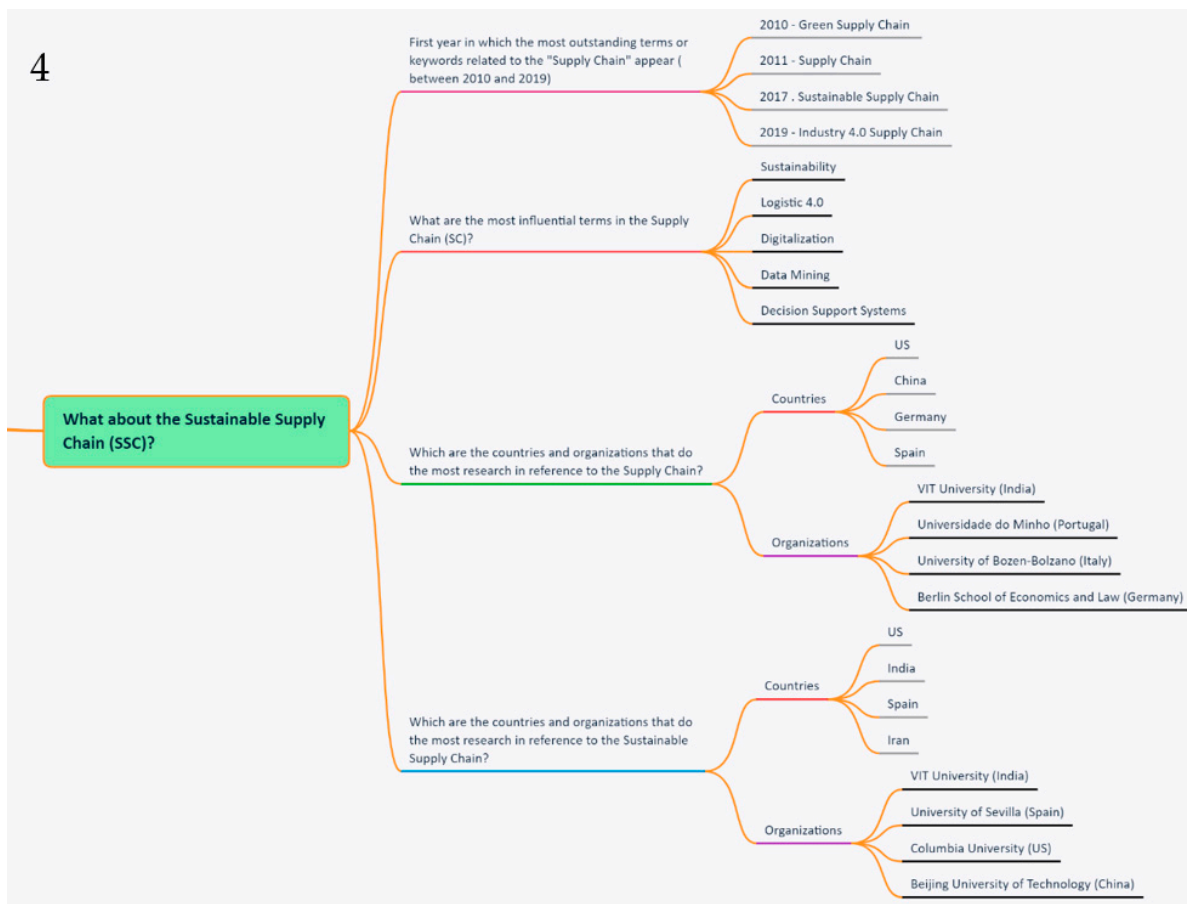 4
What about the Sustainable Supply
Chain (SSC)?
First year in which the most outstanding terms or
keywords related to the "Supply Chain" appear (
between 2010 and 2019)
2010 - Green Supply Chain
2011 - Supply Chain
2017 . Sustainable Supply Chain
2019 - Industry 4.0 Supply Chain
What are the most influential terms in the Supply
Chain (SC)?
Sustainability
Logistic 4.0
Digitalization
Data Mining
Decision Support Systems
Which are the countries and organizations that do
the most research in reference to the Supply Chain?
Countries
US
China
Germany
Spain
Organizations
VIT University (India)
Universidade do Minho (Portugal)
University of Bozen-Bolzano (Italy)
Berlin School of Economics and Law (Germany)
Which are the countries and organizations that do
the most research in reference to the Sustainable
Supply Chain?
Countries
US
India
Spain
Iran
Organizations
VIT University (India)
University of Sevilla (Spain)
Columbia University (US)
Beijing University of Technology (China)